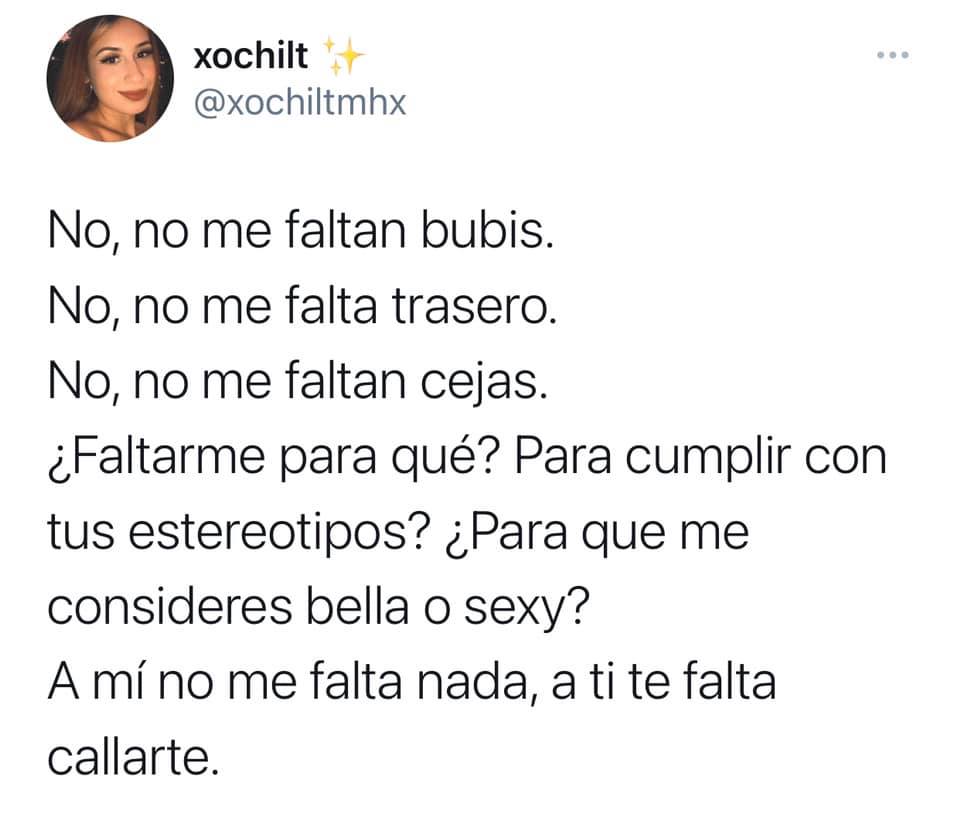 xochilt ✨
@xochiltmhx
No, no me faltan bubis.
No, no me falta trasero.
No, no me faltan cejas.
¿Faltarme para qué? Para cumplir con
tus estereotipos? ¿Para que me
consideres bella o sexy?
A mí no me falta nada, a ti te falta
callarte.